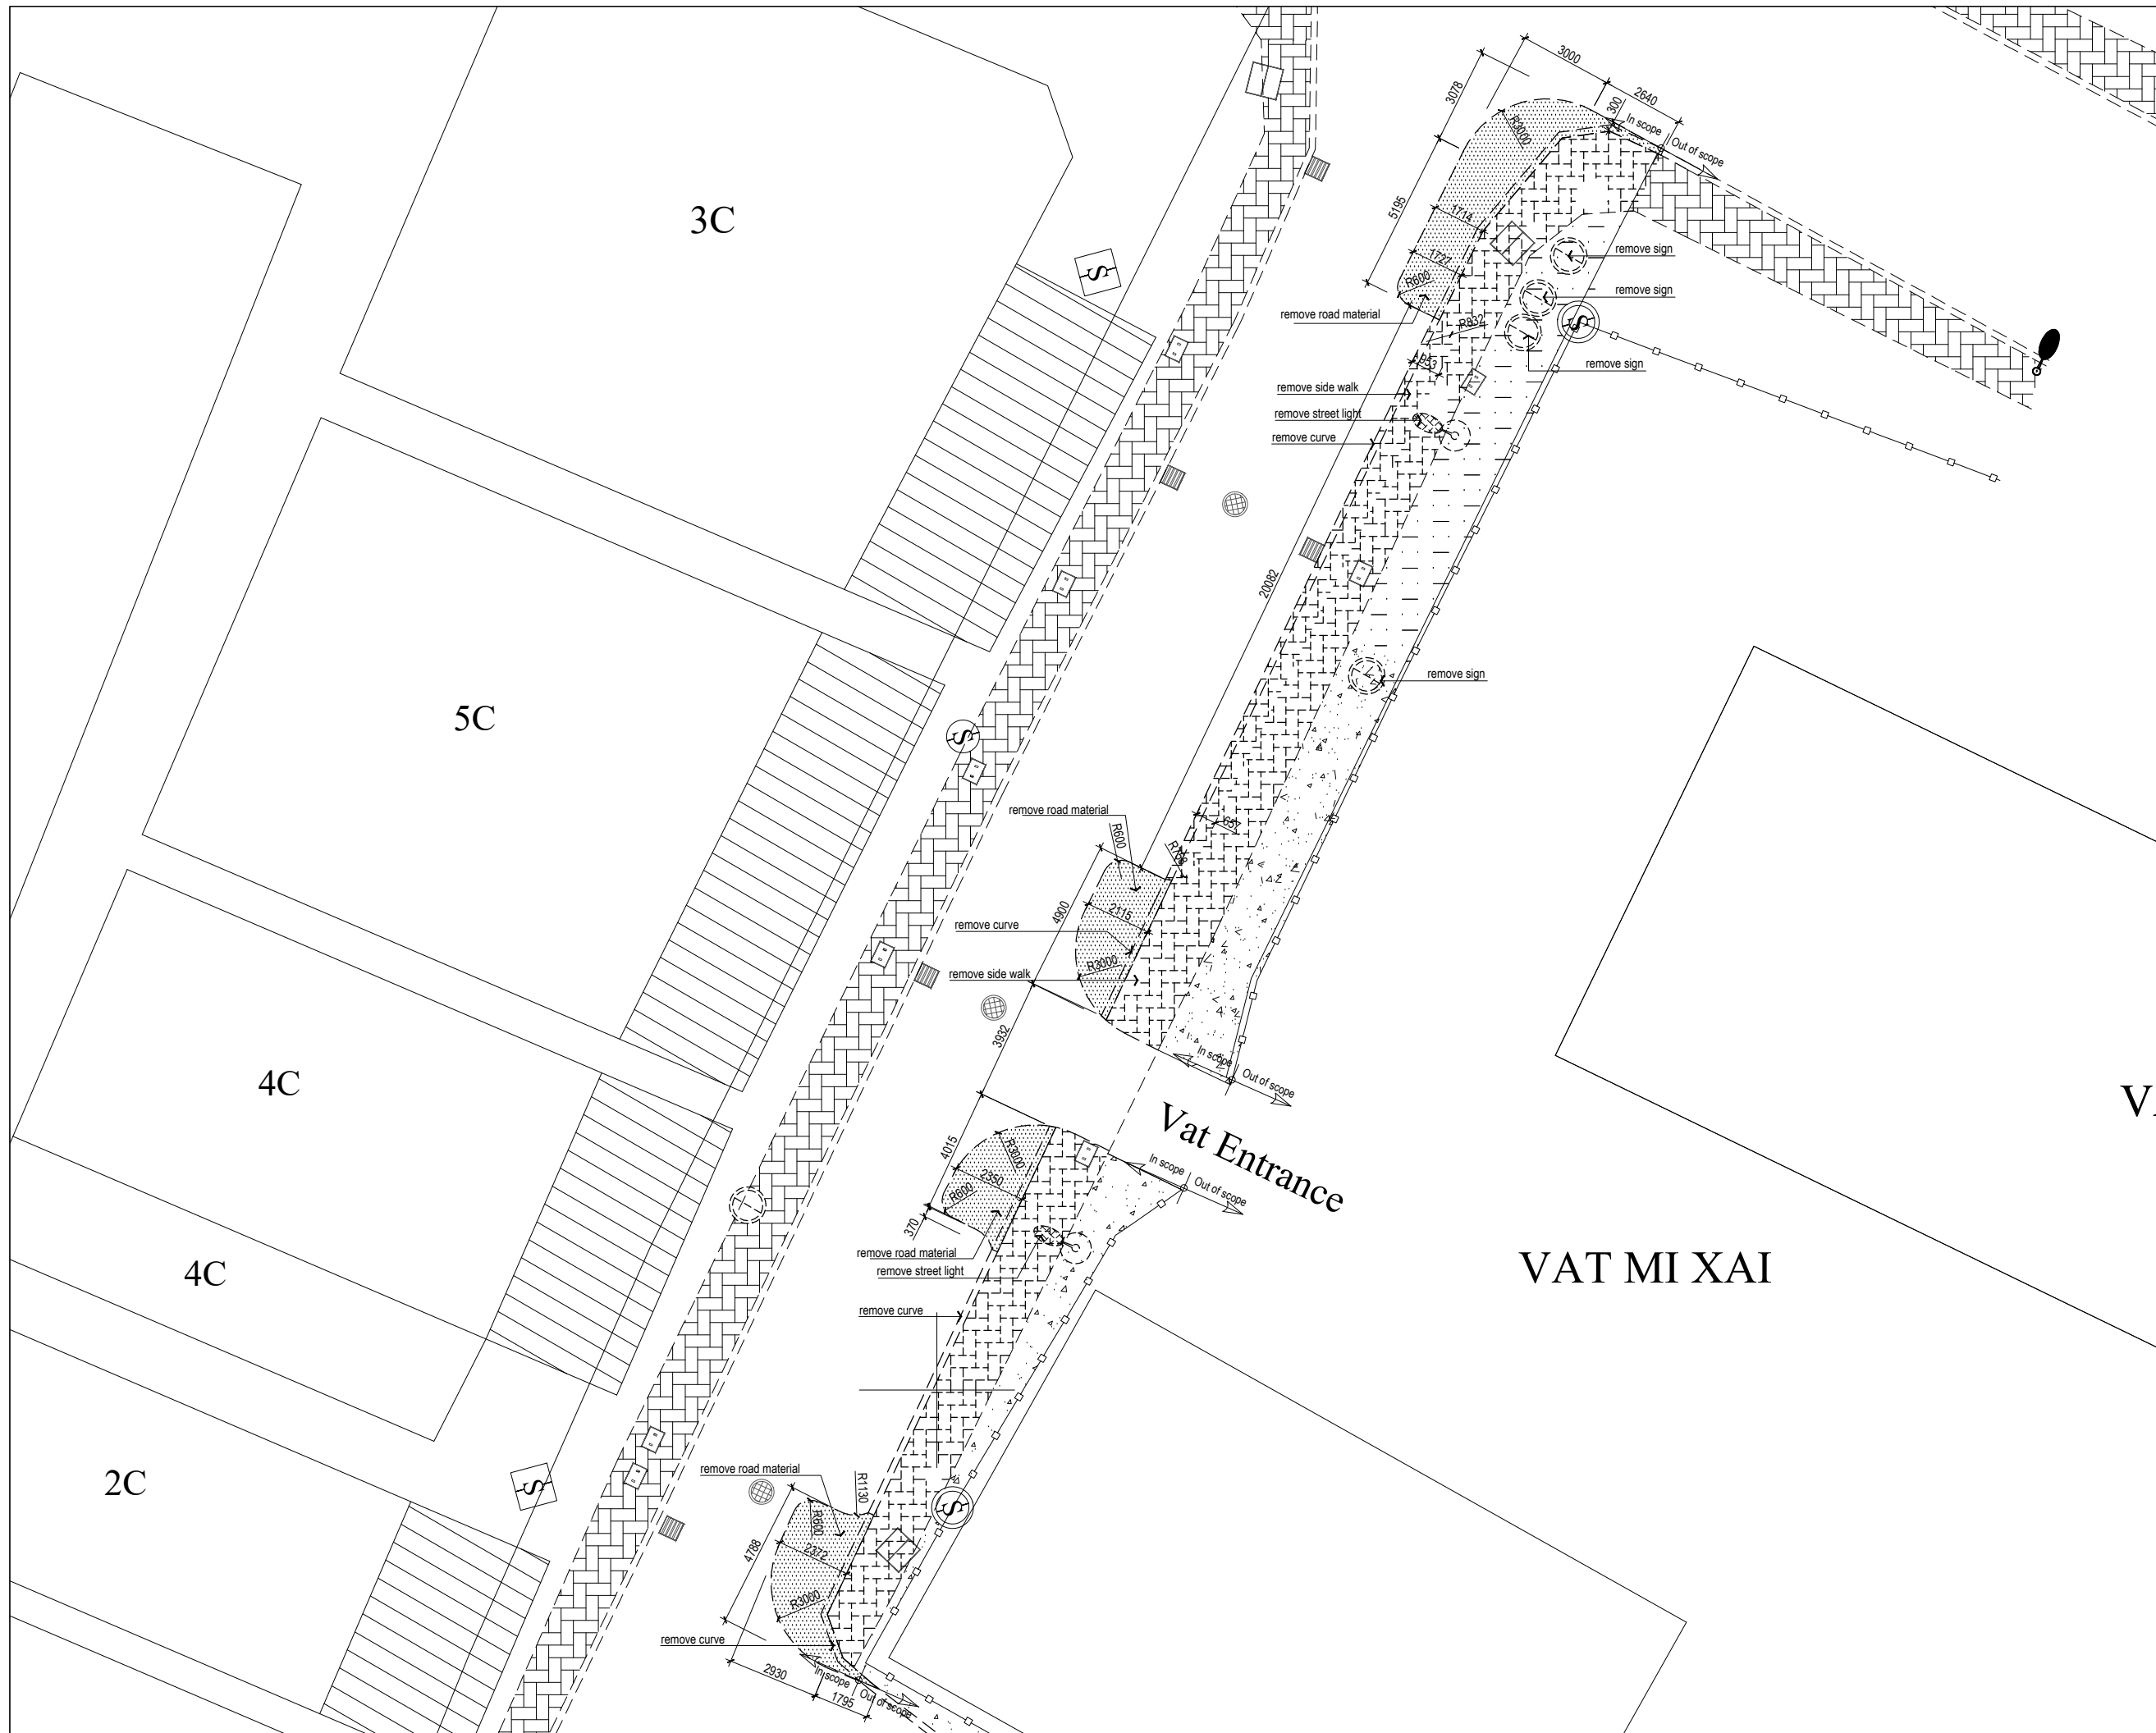 3000
3078
2640
300
R3000
In scope
Out of scope
3C
5195
1714
1727
R600
remove sign
remove sign
remove road material
R832
remove sign
remove side walk
remove street light
remove curve
20082
remove sign
5C
remove road material
R600
657
4900
2115
remove curve
R3000
remove side walk
3932
In scope
Out of scope
4C
Vat Entrance
4015
R3000
2350
R600
In scope
Out of scope
370
remove road material
remove street light
4C
VAT MI XAI
remove curve
remove road material
R1130
2C
R600
4788
2372
R3000
remove curve
In scope
Out of scope
2930
1795